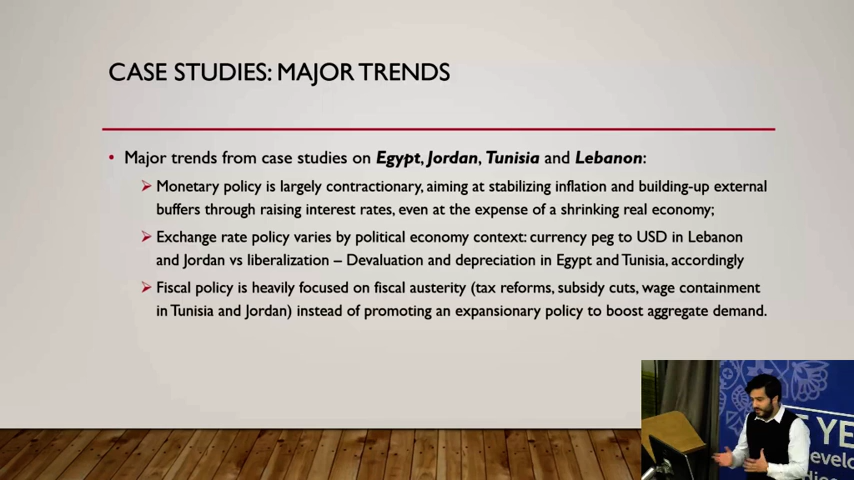 CASE STUDIES: MAJOR TRENDS
• Major trends from case studies on Egypt, Jordan, Tunisia and Lebanon:
Monetary policy is largely contractionary, aiming at stabilizing inflation and building-up external
buffers through raising interest rates, even at the expense of a shrinking real economy;
Exchange rate policy varies by political economy context: currency peg to USD in Lebanon
and Jordan vs liberalization – Devaluation and depreciation in Egypt and Tunisia, accordingly
Fiscal policy is heavily focused on fiscal austerity (tax reforms, subsidy cuts, wage containment
in Tunisia and Jordan) instead of promoting an expansionary policy to boost aggregate demand.
YE